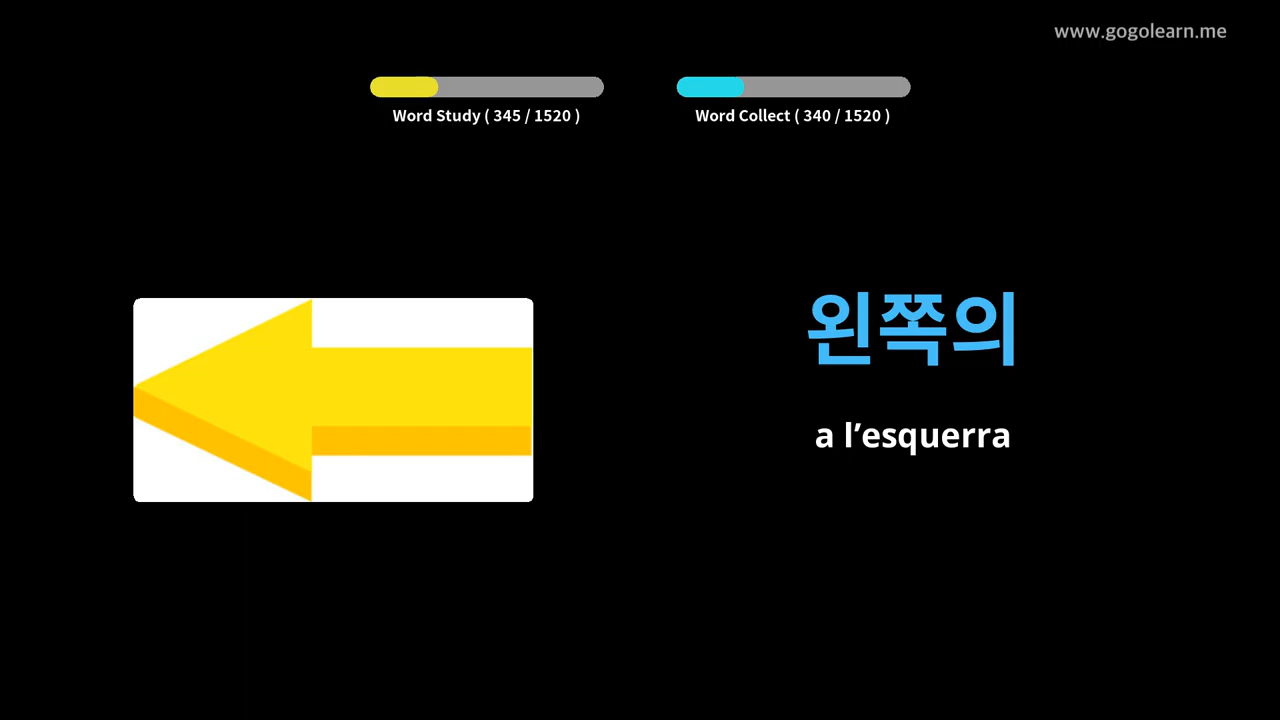 www.gogolearn.me
Word Study ( 345 / 1520 )
Word Collect ( 340 / 1520 )
왼쪽의
a l’esquerra